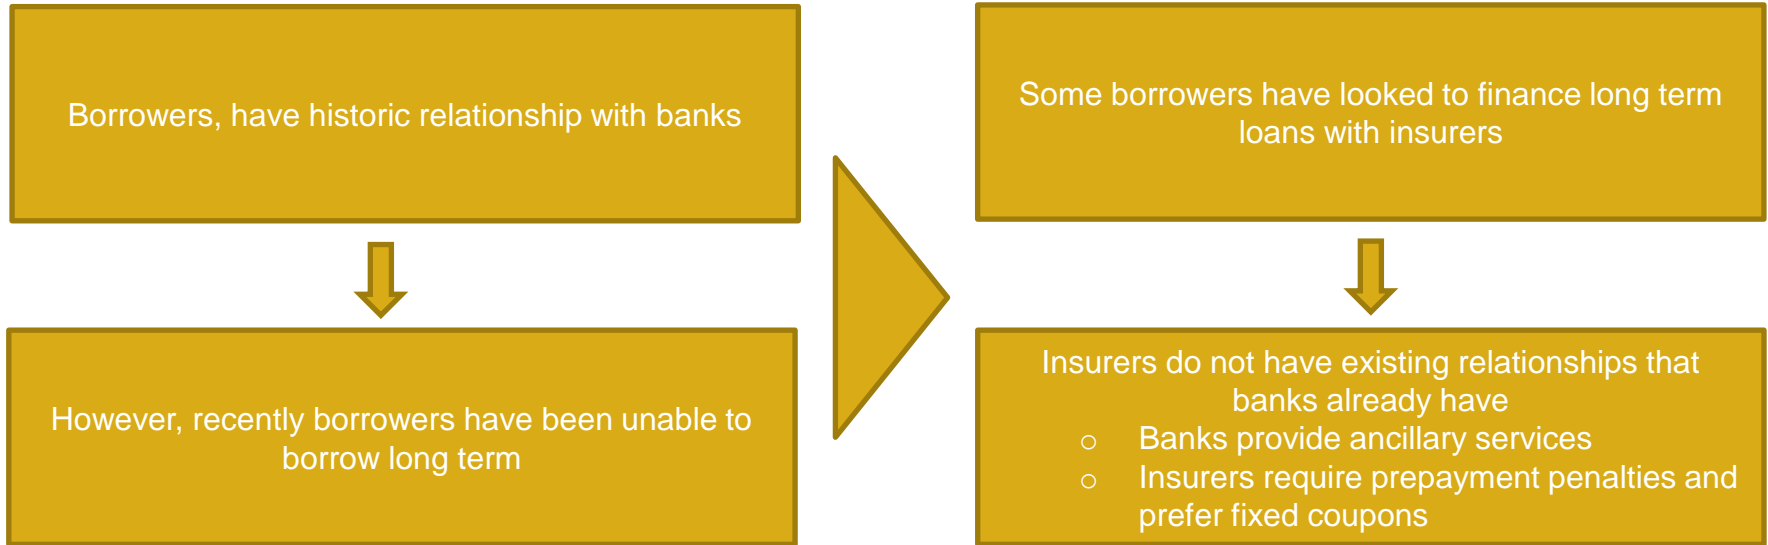 Borrowers, have historic relationship with banks
However, recently borrowers have been unable to
borrow long term
Some borrowers have looked to finance long term
loans with insurers
Insurers do not have existing relationships that
banks already have
o Banks provide ancillary services
o Insurers require prepayment penalties and
prefer fixed coupons